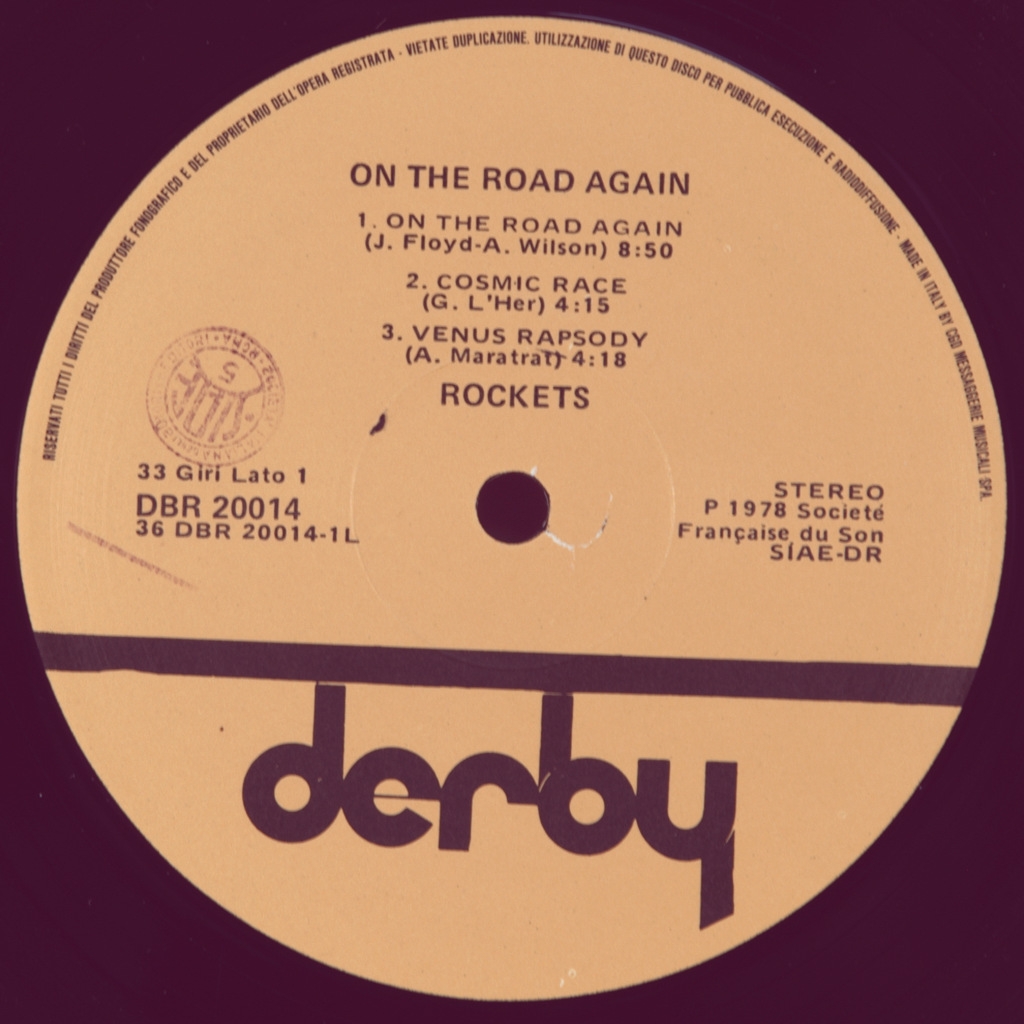 RISERVATI TUTTI I DIRITTI DEL PRODUTTORE FONOGRAFICO E DEL PROPRIETARIO DELL'OPERA REGISTRATA - VIETATE DUPLICAZIONE. UTILIZZAZIONE DI QUESTO DISCO PER PUBBLICA ESECUZIONE E RADIODIFFUSIONE - MADE IN ITALY BY CGD MESSAGGERIE MUSICALI SPA.
ON THE ROAD AGAIN
1. ON THE ROAD AGAIN
(J. Floyd-A. Wilson) 8:50
2. COSMIC RACE
(G. L'Her) 4:15
3. VENUS RAPSODY
(A. Maratrat) 4:18
ROCKETS
33 Giri Lato 1
DBR 20014
36 DBR 20014-1L
STEREO
P 1978 Societé
Française du Son
SIAE-DR
derby